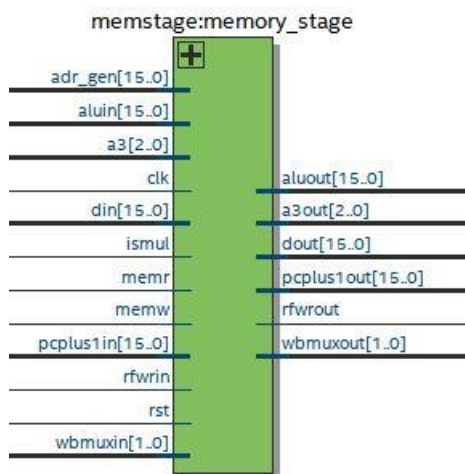 memstage:memory_stage
adr_gen[15..0]
aluin[15..0]
a3[2..0]
clk
din[15..0]
ismul
memr
memw
pcplus1in[15..0]
rfwrin
rst
wbmuxin[1..0]
aluout[15..0]
a3out[2..0]
dout[15..0]
pcplus1out[15..0]
rfwrout
wbmuxout[1..0]